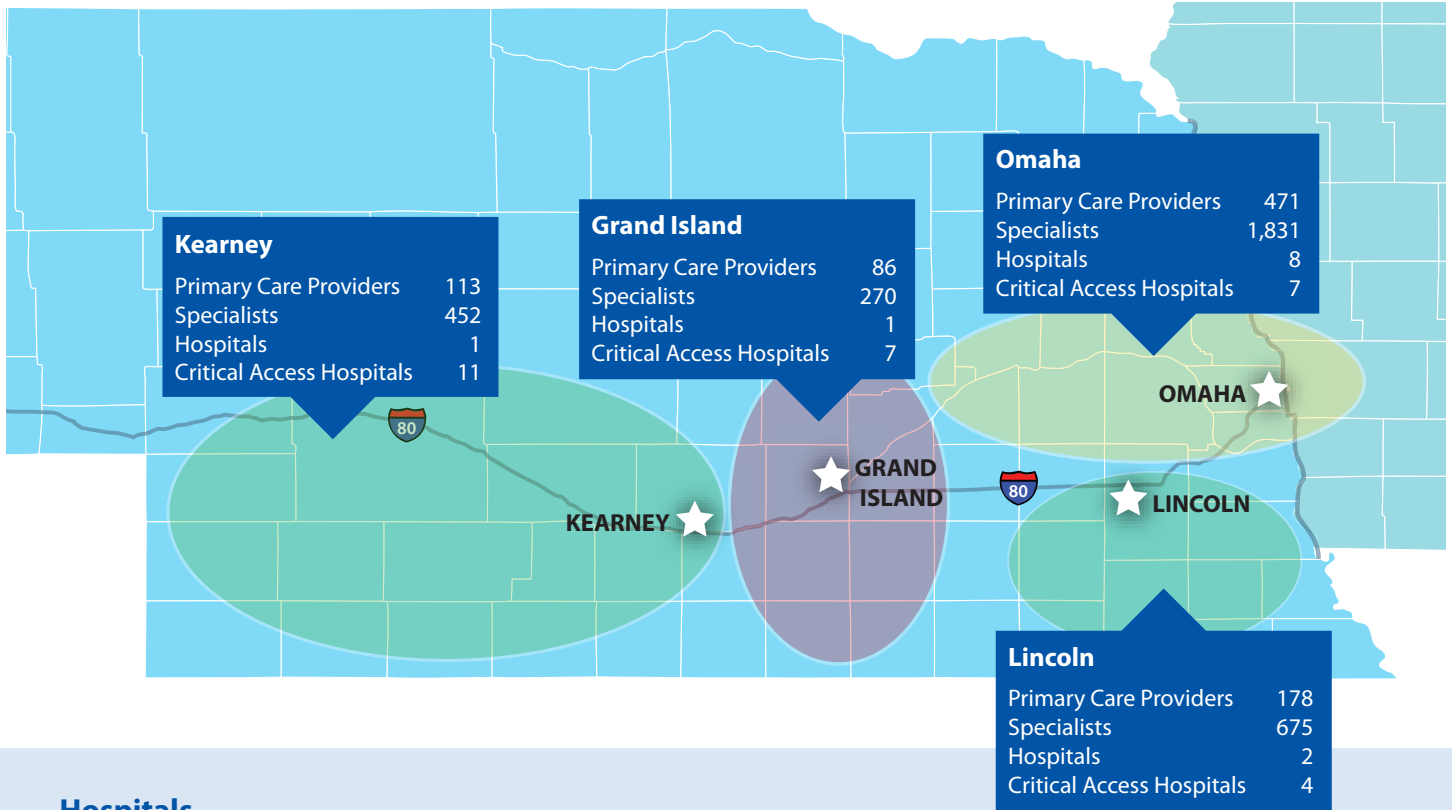 Omaha
Primary Care Providers 471
Specialists 1,831
Hospitals 8
Critical Access Hospitals 7
Grand Island
Primary Care Providers 86
Specialists 270
Hospitals 1
Critical Access Hospitals 7
Kearney
Primary Care Providers 113
Specialists 452
Hospitals 1
Critical Access Hospitals 11
OMAHA
80
GRAND
ISLAND
80
LINCOLN
KEARNEY
Lincoln
Primary Care Providers 178
Specialists 675
Hospitals 2
Critical Access Hospitals 4
Hospitals